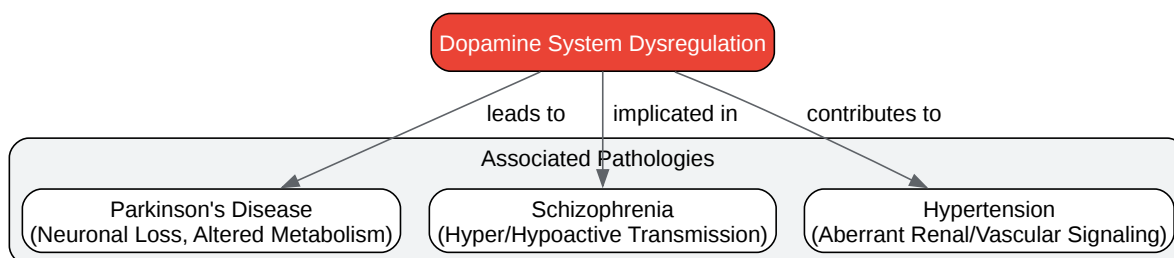 Dopamine System Dysregulation
leads to
implicated in
contributes to
Associated Pathologies
Parkinson's Disease
(Neuronal Loss, Altered Metabolism)
Schizophrenia
(Hyper/Hypoactive Transmission)
Hypertension
(Aberrant Renal/Vascular Signaling)